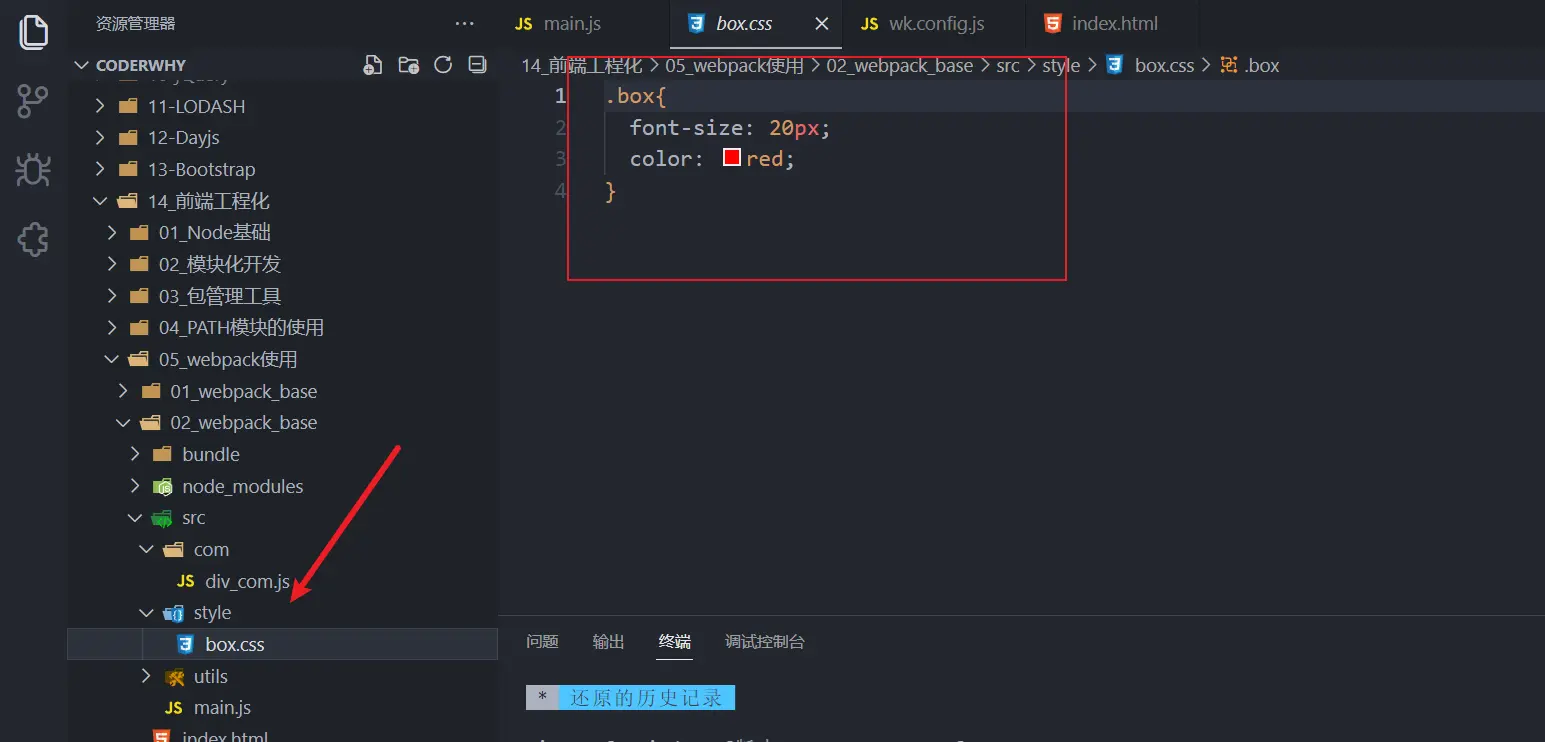 资源管理器
CODERWHY
11-LODASH
12-Dayjs
13-Bootstrap
14_前端工程化
01_Node基础
02_模块化开发
03_包管理工具
04_PATH模块的使用
05_webpack使用
01_webpack_base
02_webpack_base
bundle
node_modules
src
com
JS div_com.js
style
box.css
utils
JS main.js
index.html
JS main.js box.css JS wk.config.js index.html
14_前端工程化 > 05_webpack使用 > 02_webpack_base > src > style > box.css > .box
1 .box{
2 font-size: 20px;
3 color: red;
4 }
问题 输出 终端 调试控制台
* 还原的历史记录